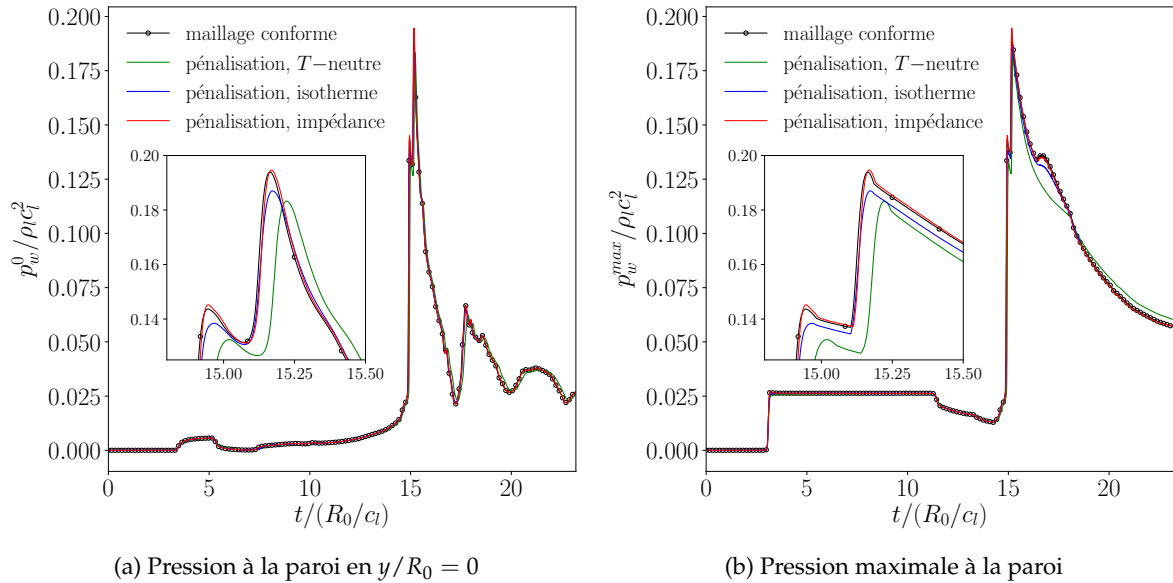 0.200
0.175
0.150
0.125
0.100
0.075
0.050
0.025
0.000
p_w^0/ρ_l c_l^2
maillage conforme
pénalisation, T−neutre
pénalisation, isotherme
pénalisation, impédance
0.20
0.18
0.16
0.14
15.00 15.25 15.50
0 5 10 15 20
t/(R_0/c_l)
(a) Pression à la paroi en y/R_0 = 0
0.200
0.175
0.150
0.125
0.100
0.075
0.050
0.025
0.000
p_w^{max}/ρ_l c_l^2
maillage conforme
pénalisation, T−neutre
pénalisation, isotherme
pénalisation, impédance
0.20
0.18
0.16
0.14
15.00 15.25 15.50
0 5 10 15 20
t/(R_0/c_l)
(b) Pression maximale à la paroi